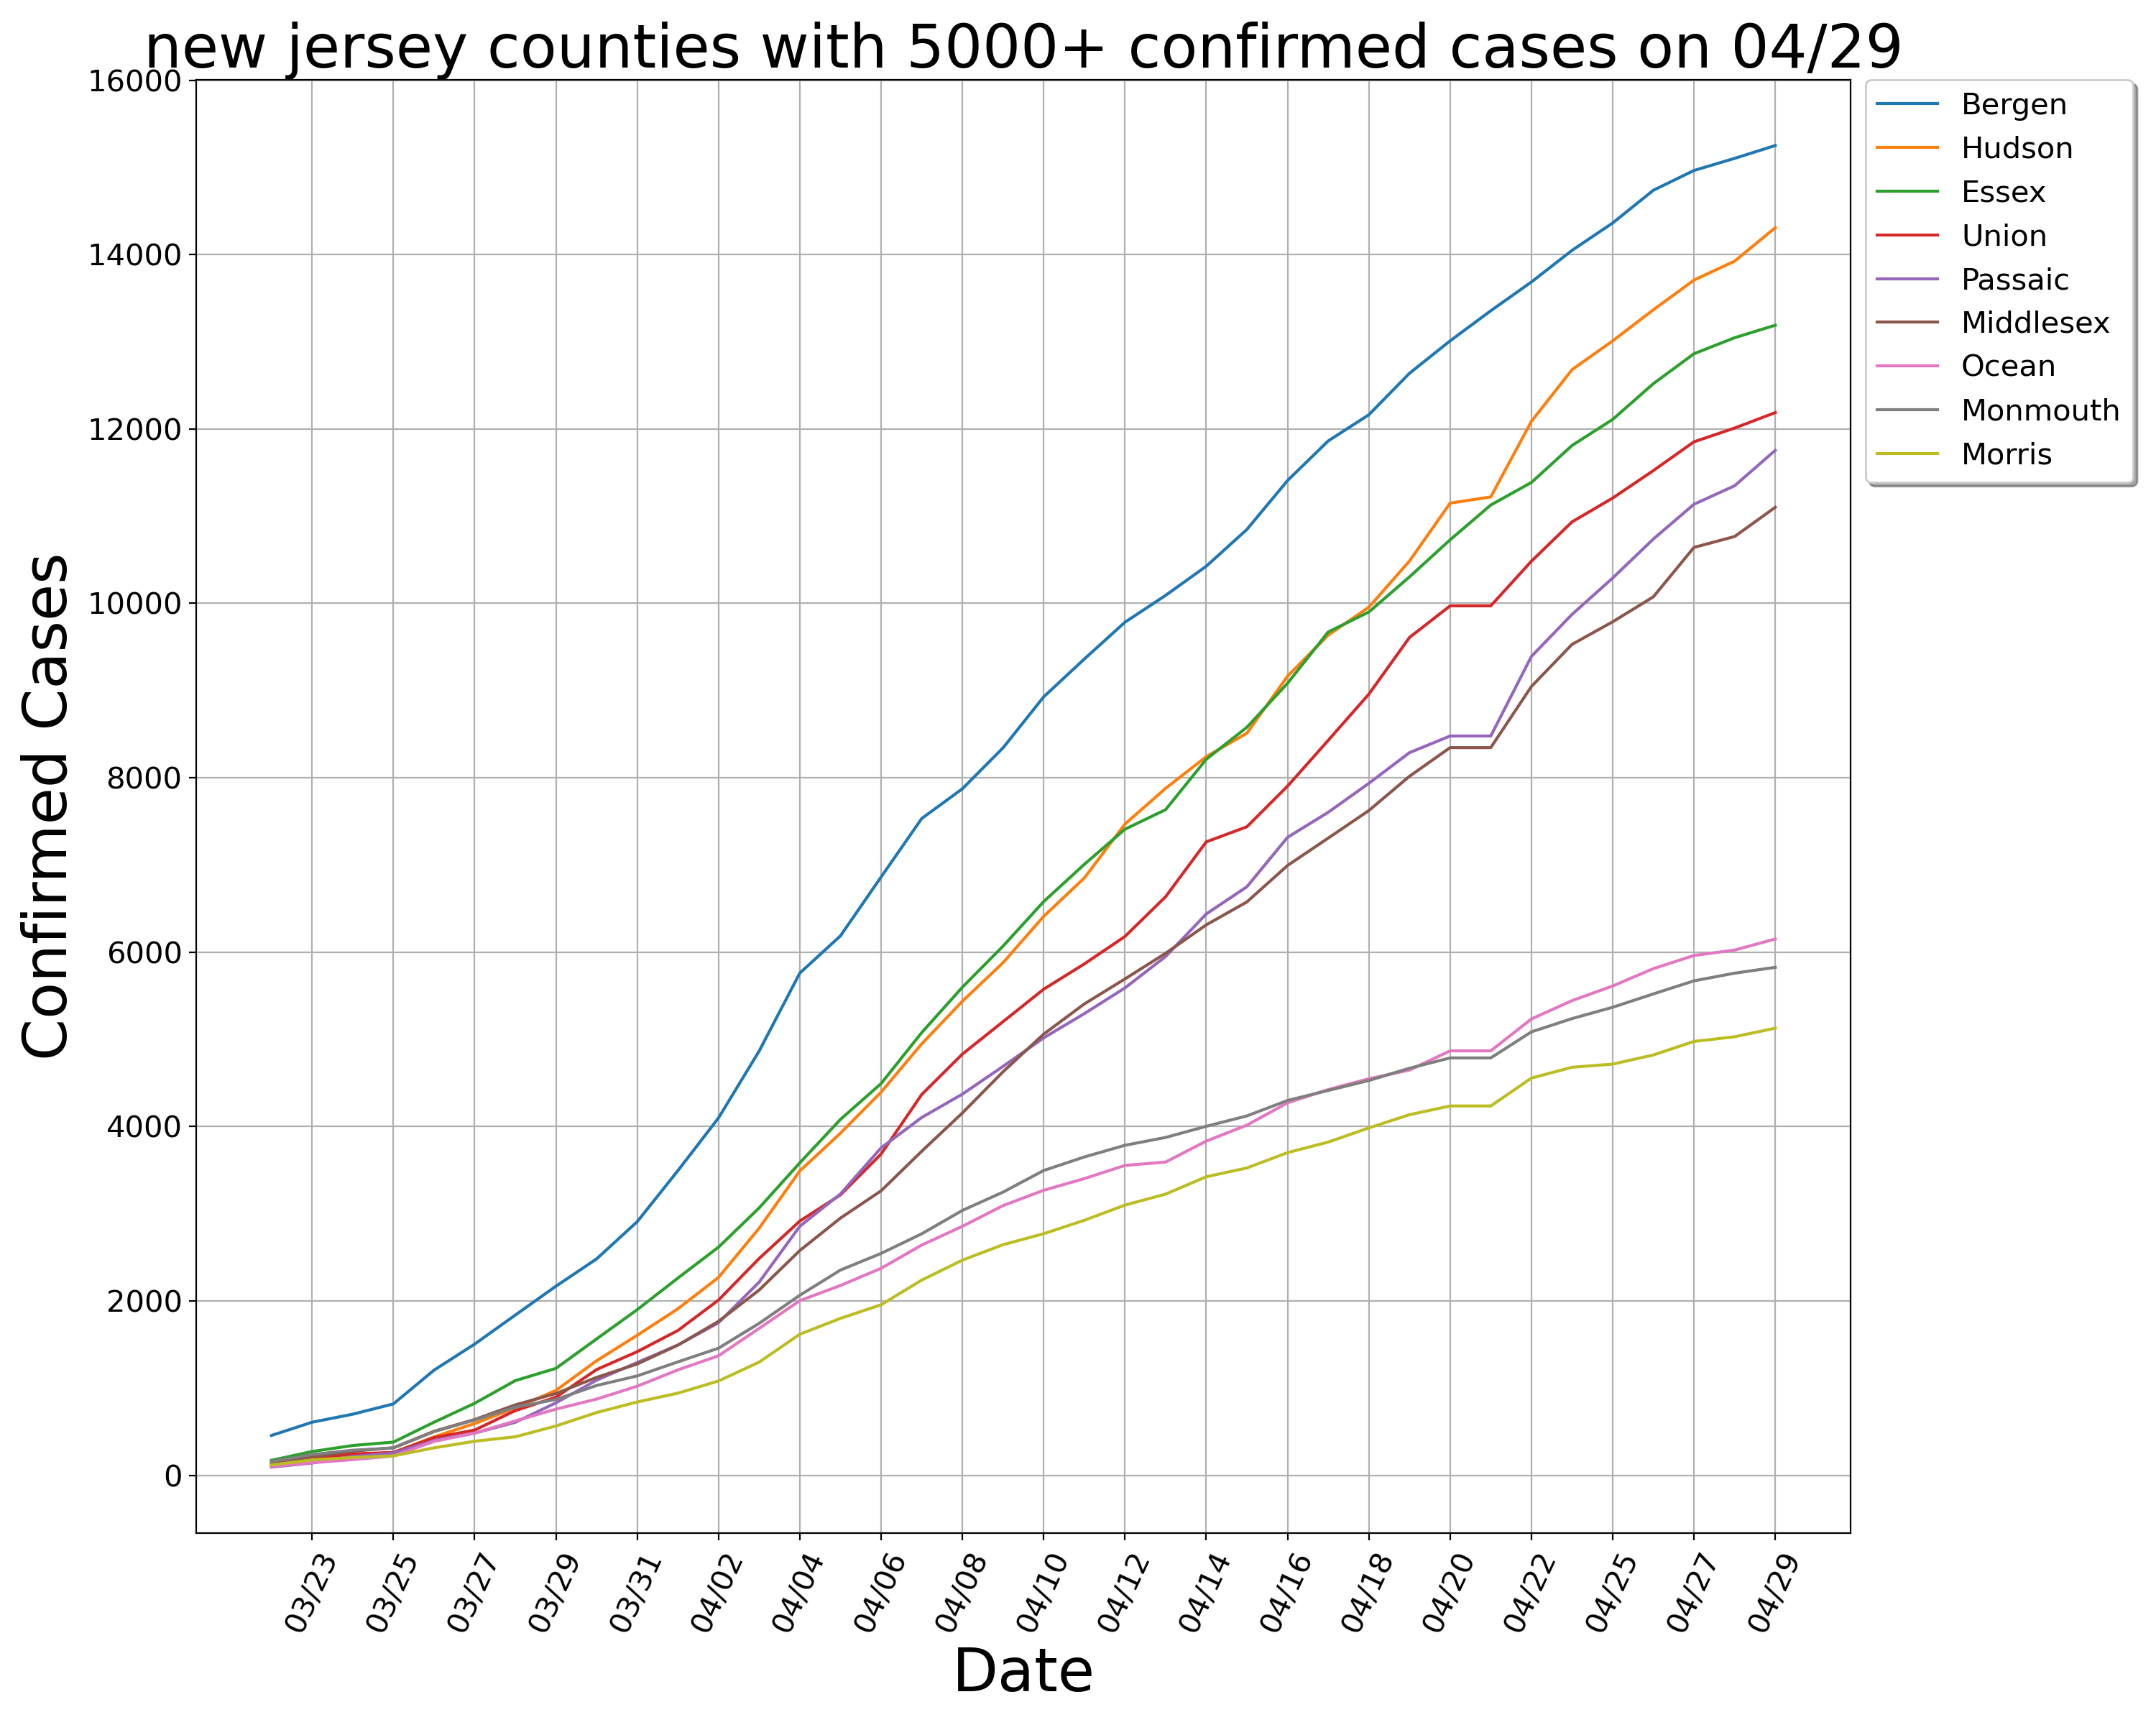 new jersey counties with 5000+ confirmed cases on 04/29
16000
14000
12000
10000
8000
6000
4000
2000
0
Confirmed Cases
03/23
03/25
03/27
03/29
03/31
04/02
04/04
04/06
04/08
04/10
04/12
04/14
04/16
04/18
04/20
04/22
04/25
04/27
04/29
Date
Bergen
Hudson
Essex
Union
Passaic
Middlesex
Ocean
Monmouth
Morris